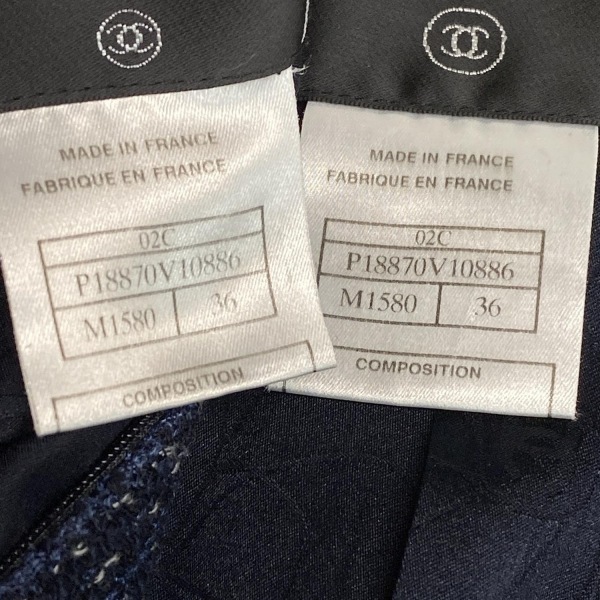 MADE IN FRANCE
FABRIQUE EN FRANCE
02C
P18870V10886
M1580 36
COMPOSITION
MADE IN FRANCE
FABRIQUE EN FRANCE
02C
P18870V10886
M1580 36
COMPOSITION